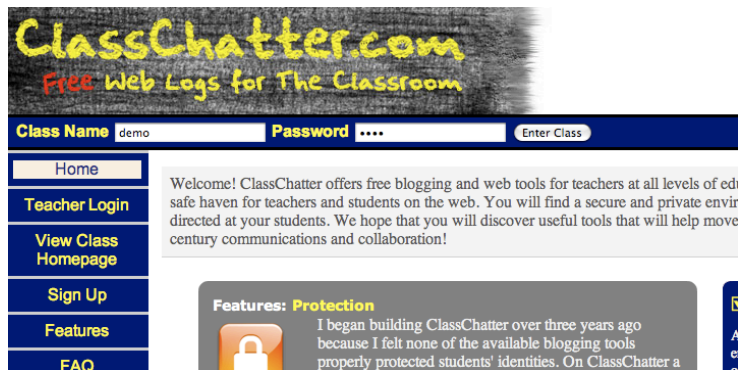 ClassChatter.com
Free Web Logs for The Classroom
Class Name demo Password •••• Enter Class
Home
Teacher Login
View Class
Homepage
Sign Up
Features
FAQ
Welcome! ClassChatter offers free blogging and web tools for teachers at all levels of edu
safe haven for teachers and students on the web. You will find a secure and private envir
directed at your students. We hope that you will discover useful tools that will help move
century communications and collaboration!
Features: Protection
I began building ClassChatter over three years ago
because I felt none of the available blogging tools
properly protected students' identities. On ClassChatter a